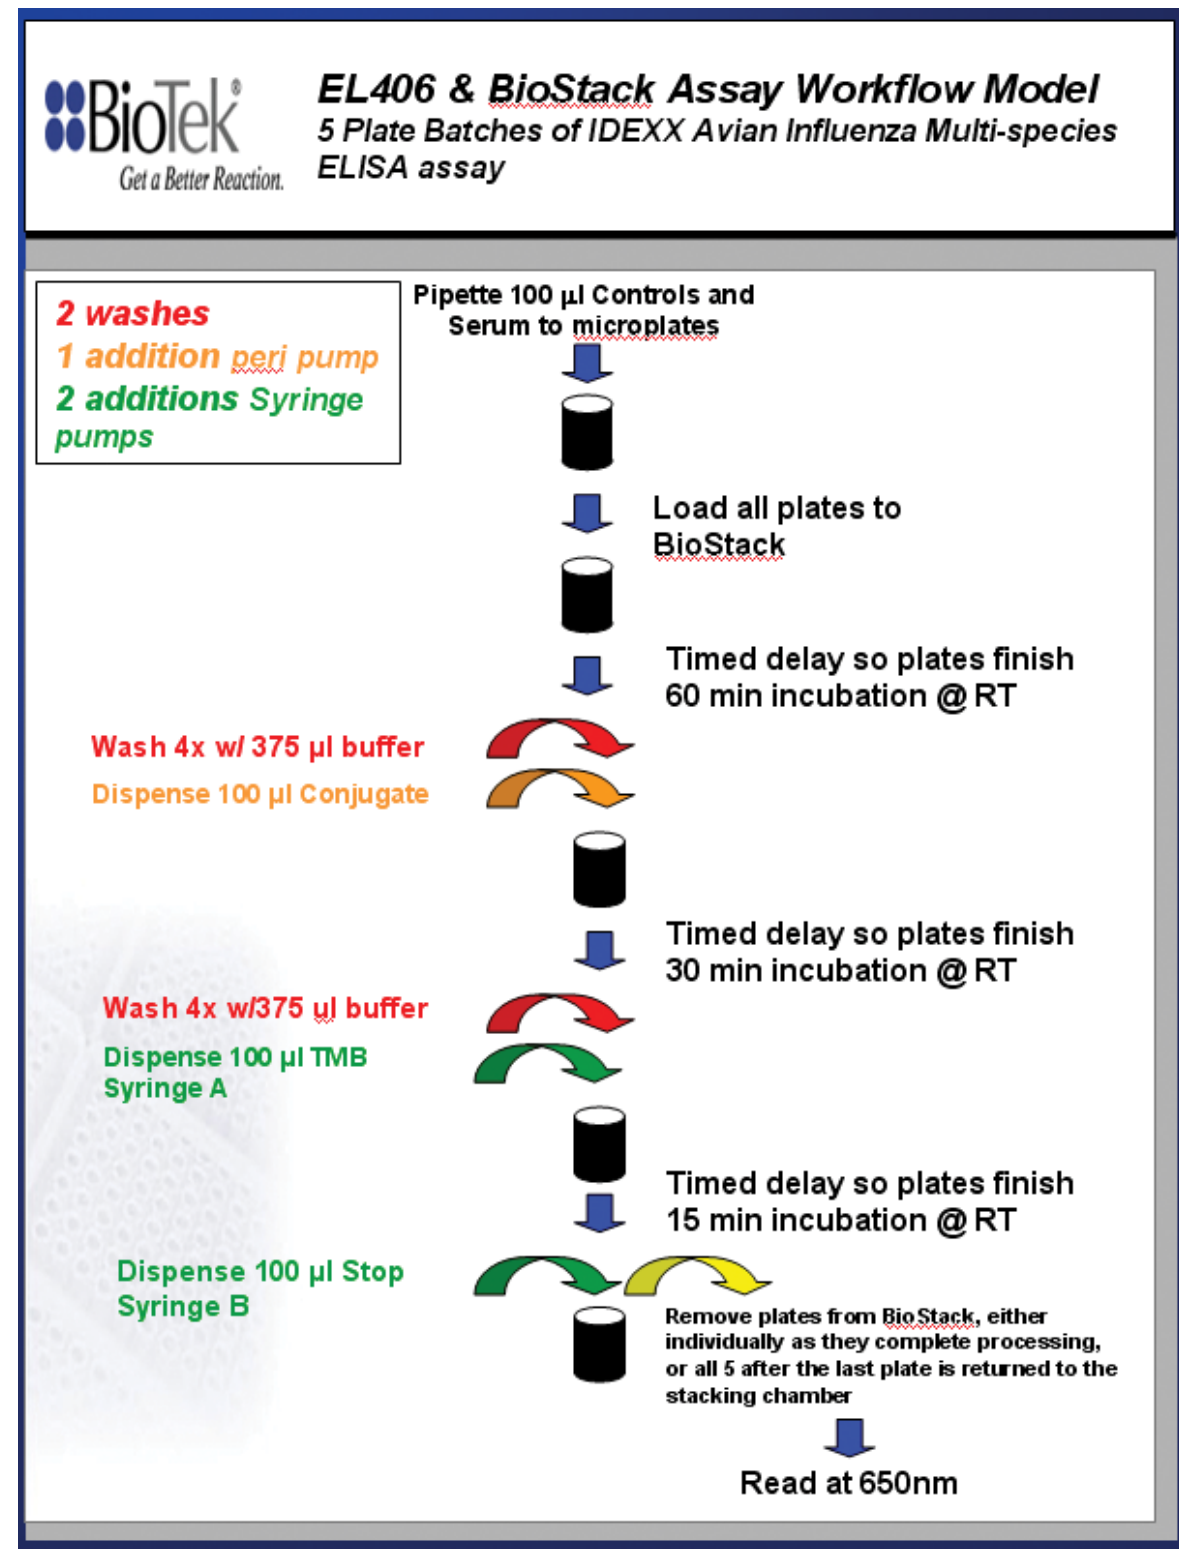 BioTek®
Get a Better Reaction.
EL406 & BioStack Assay Workflow Model
5 Plate Batches of IDEXX Avian Influenza Multi-species
ELISA assay
2 washes
1 addition peri pump
2 additions Syringe
pumps
Pipette 100 µl Controls and
Serum to microplates
Load all plates to
BioStack
Timed delay so plates finish
60 min incubation @ RT
Wash 4x w/ 375 µl buffer
Dispense 100 µl Conjugate
Timed delay so plates finish
30 min incubation @ RT
Wash 4x w/375 ul buffer
Dispense 100 µl TMB
Syringe A
Timed delay so plates finish
15 min incubation @ RT
Dispense 100 µl Stop
Syringe B
Remove plates from BioStack, either
individually as they complete processing,
or all 5 after the last plate is returned to the
stacking chamber
Read at 650nm